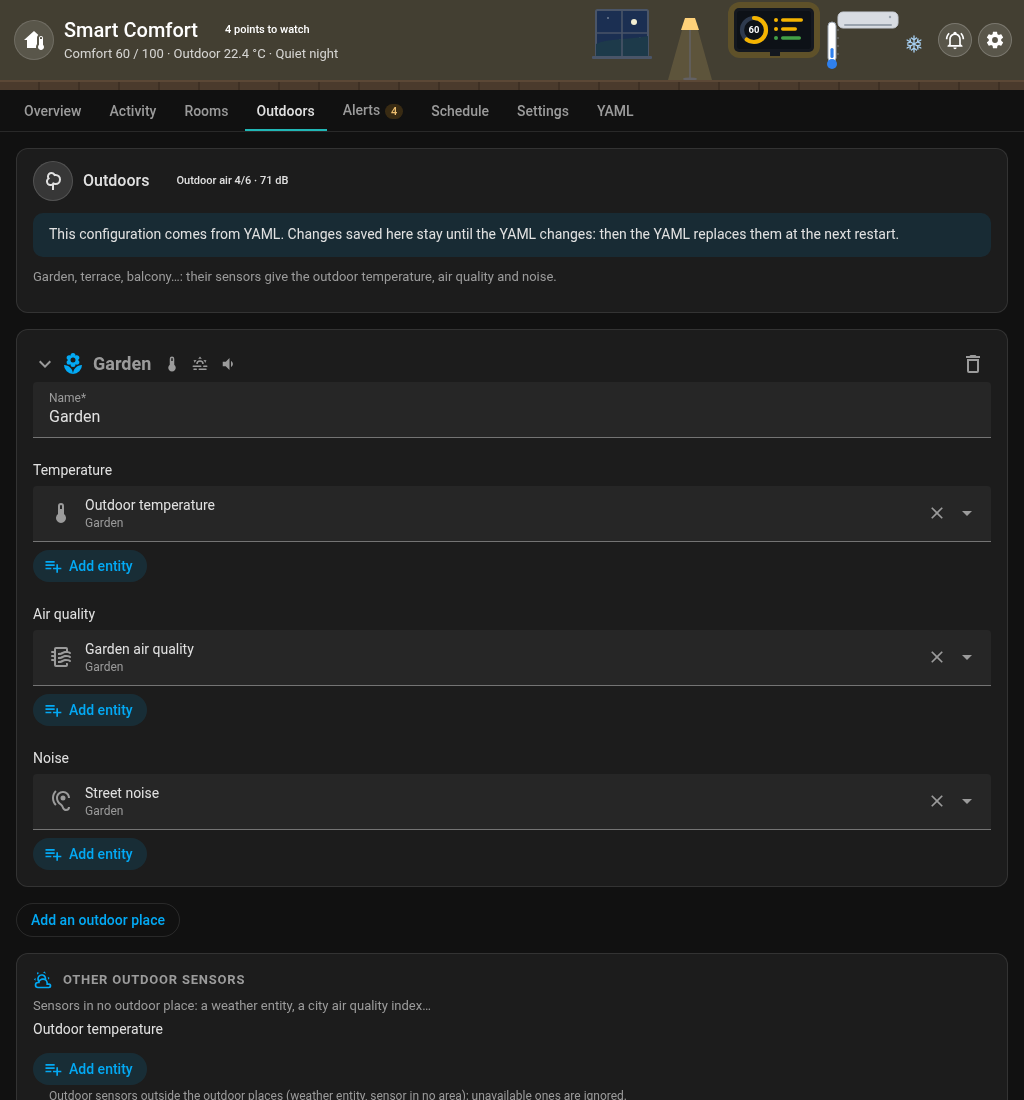 Smart Comfort
4 points to watch
Comfort 60 / 100 · Outdoor 22.4 °C · Quiet night
60
Overview
Activity
Rooms
Outdoors
Alerts 4
Schedule
Settings
YAML
Outdoors
Outdoor air 4/6 · 71 dB
This configuration comes from YAML. Changes saved here stay until the YAML changes: then the YAML replaces them at the next restart.
Garden, terrace, balcony…: their sensors give the outdoor temperature, air quality and noise.
Garden
Name*
Garden
Temperature
Outdoor temperature
Garden
Add entity
Air quality
Garden air quality
Garden
Add entity
Noise
Street noise
Garden
Add entity
Add an outdoor place
OTHER OUTDOOR SENSORS
Sensors in no outdoor place: a weather entity, a city air quality index…
Outdoor temperature
Add entity
Outdoor sensors outside the outdoor places (weather entity, sensor in no area); unavailable ones are ignored.